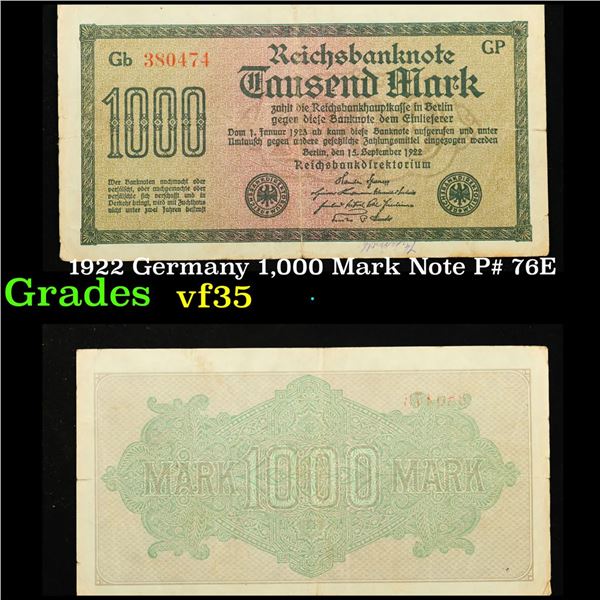 Gb 380474
Reichsbanknote
GP
Tausend Mark
1000
zahlt die Reichsbankhauptkasse in Berlin
gegen diese Banknote dem Einlieferer
Vom 1. Januar 1923 ab kann diese Banknote aufgerufen und unter
Umtausch gegen andere gesetzliche Zahlungsmittel eingezogen werden
Berlin, den 15. September 1922
Reichsbankdirektorium
Wer Banknoten nachmacht oder
verfälscht, oder nachgemachte oder
verfälschte sich verschafft und in
Verkehr bringt, wird mit Zuchthaus
nicht unter zwei Jahren bestraft
1922 Germany 1,000 Mark Note P# 76E
Grades vf35
MARK 1000 MARK